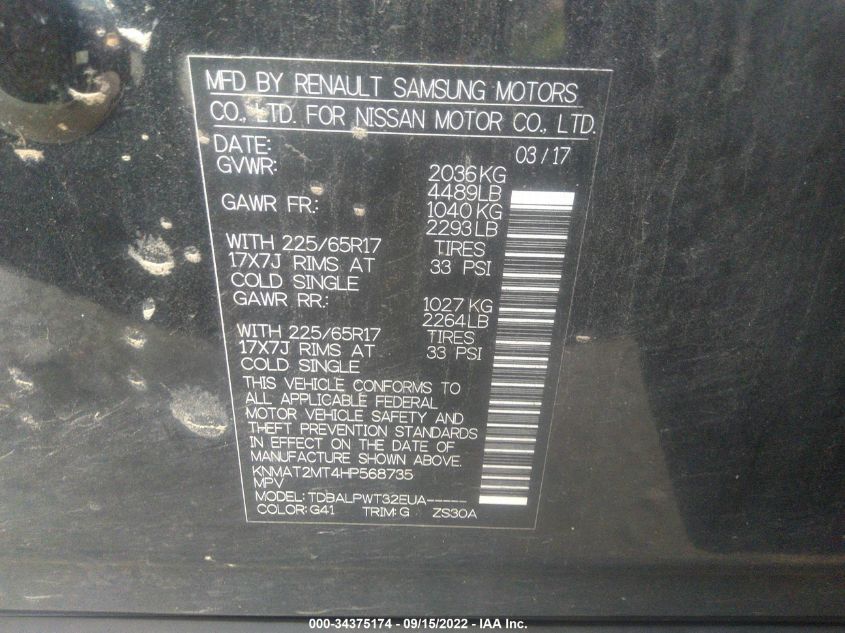 MFD BY RENAULT SAMSUNG MOTORS
CO., LTD. FOR NISSAN MOTOR CO., LTD.
DATE: 03/17
GVWR: 2036KG
4489LB
GAWR FR.: 1040KG
2293LB
WITH 225/65R17 TIRES
17X7J RIMS AT 33 PSI
COLD SINGLE
GAWR RR.: 1027KG
2264LB
WITH 225/65R17 TIRES
17X7J RIMS AT 33 PSI
COLD SINGLE
THIS VEHICLE CONFORMS TO
ALL APPLICABLE FEDERAL
MOTOR VEHICLE SAFETY AND
THEFT PREVENTION STANDARDS
IN EFFECT ON THE DATE OF
MANUFACTURE SHOWN ABOVE.
KNMAT2MT4HP568735
MPV
MODEL: TDBALPWT32EUA-----
COLOR: G41 TRIM: G ZS30A
000-34375174 - 09/15/2022 - IAA Inc.